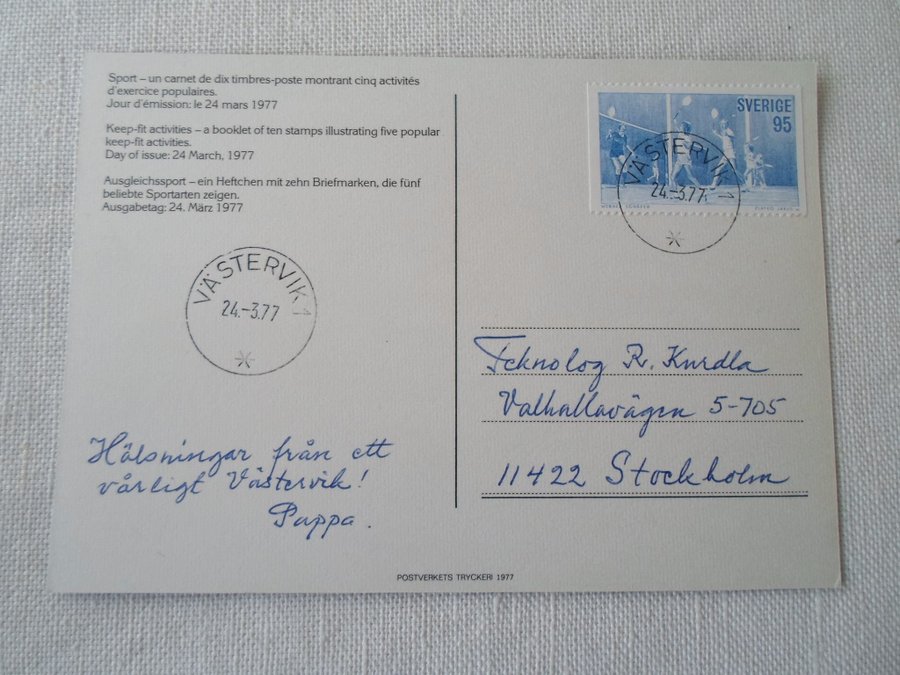 Sport – un carnet de dix timbres-poste montrant cinq activités
d'exercice populaires.
Jour d'émission: le 24 mars 1977
Keep-fit activities – a booklet of ten stamps illustrating five popular
keep-fit activities.
Day of issue: 24 March, 1977
Ausgleichssport – ein Heftchen mit zehn Briefmarken, die fünf
beliebte Sportarten zeigen.
Ausgabetag: 24. März 1977
VÄSTERVIK 1
24.-3.77
Hälsningar från ett
vårligt Västervik!
Pappa.
SVERIGE
95
VÄSTERVIK 1
24.-3.77
Teknolog R. Kurdla
Valhallavägen 5-705
11422 Stockholm
POSTVERKETS TRYCKERI 1977